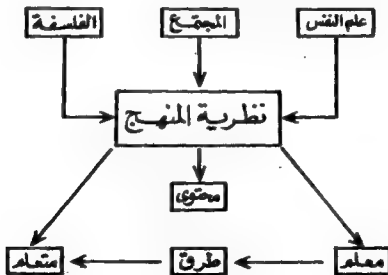 علم النفس
المجتمع
الفلسفة
نظرية المنهج
محتوى
معلم
طرق
متعلم